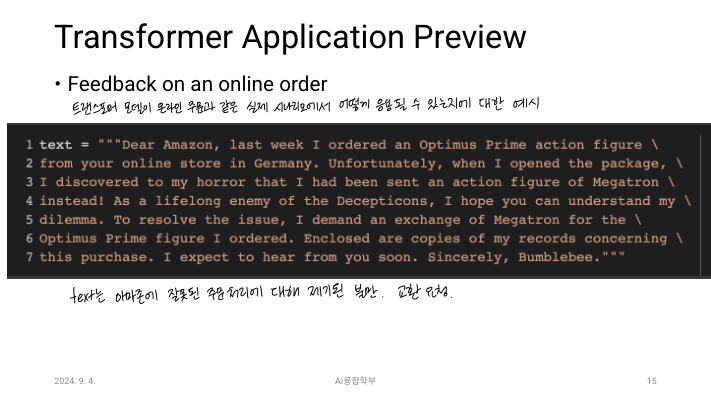 Transformer Application Preview
• Feedback on an online order
트랜스포머 모델이 온라인 주문과 같은 실제 시나리오에서 어떻게 응용될 수 있는지에 대한 예시
1 text = """Dear Amazon, last week I ordered an Optimus Prime action figure \
2 from your online store in Germany. Unfortunately, when I opened the package, \
3 I discovered to my horror that I had been sent an action figure of Megatron \
4 instead! As a lifelong enemy of the Decepticons, I hope you can understand my \
5 dilemma. To resolve the issue, I demand an exchange of Megatron for the \
6 Optimus Prime figure I ordered. Enclosed are copies of my records concerning \
7 this purchase. I expect to hear from you soon. Sincerely, Bumblebee."""
text는 아마존에 잘못된 주문처리에 대해 제기된 불만. 교환 요청.
2024. 9. 4.
AI융합학부
15